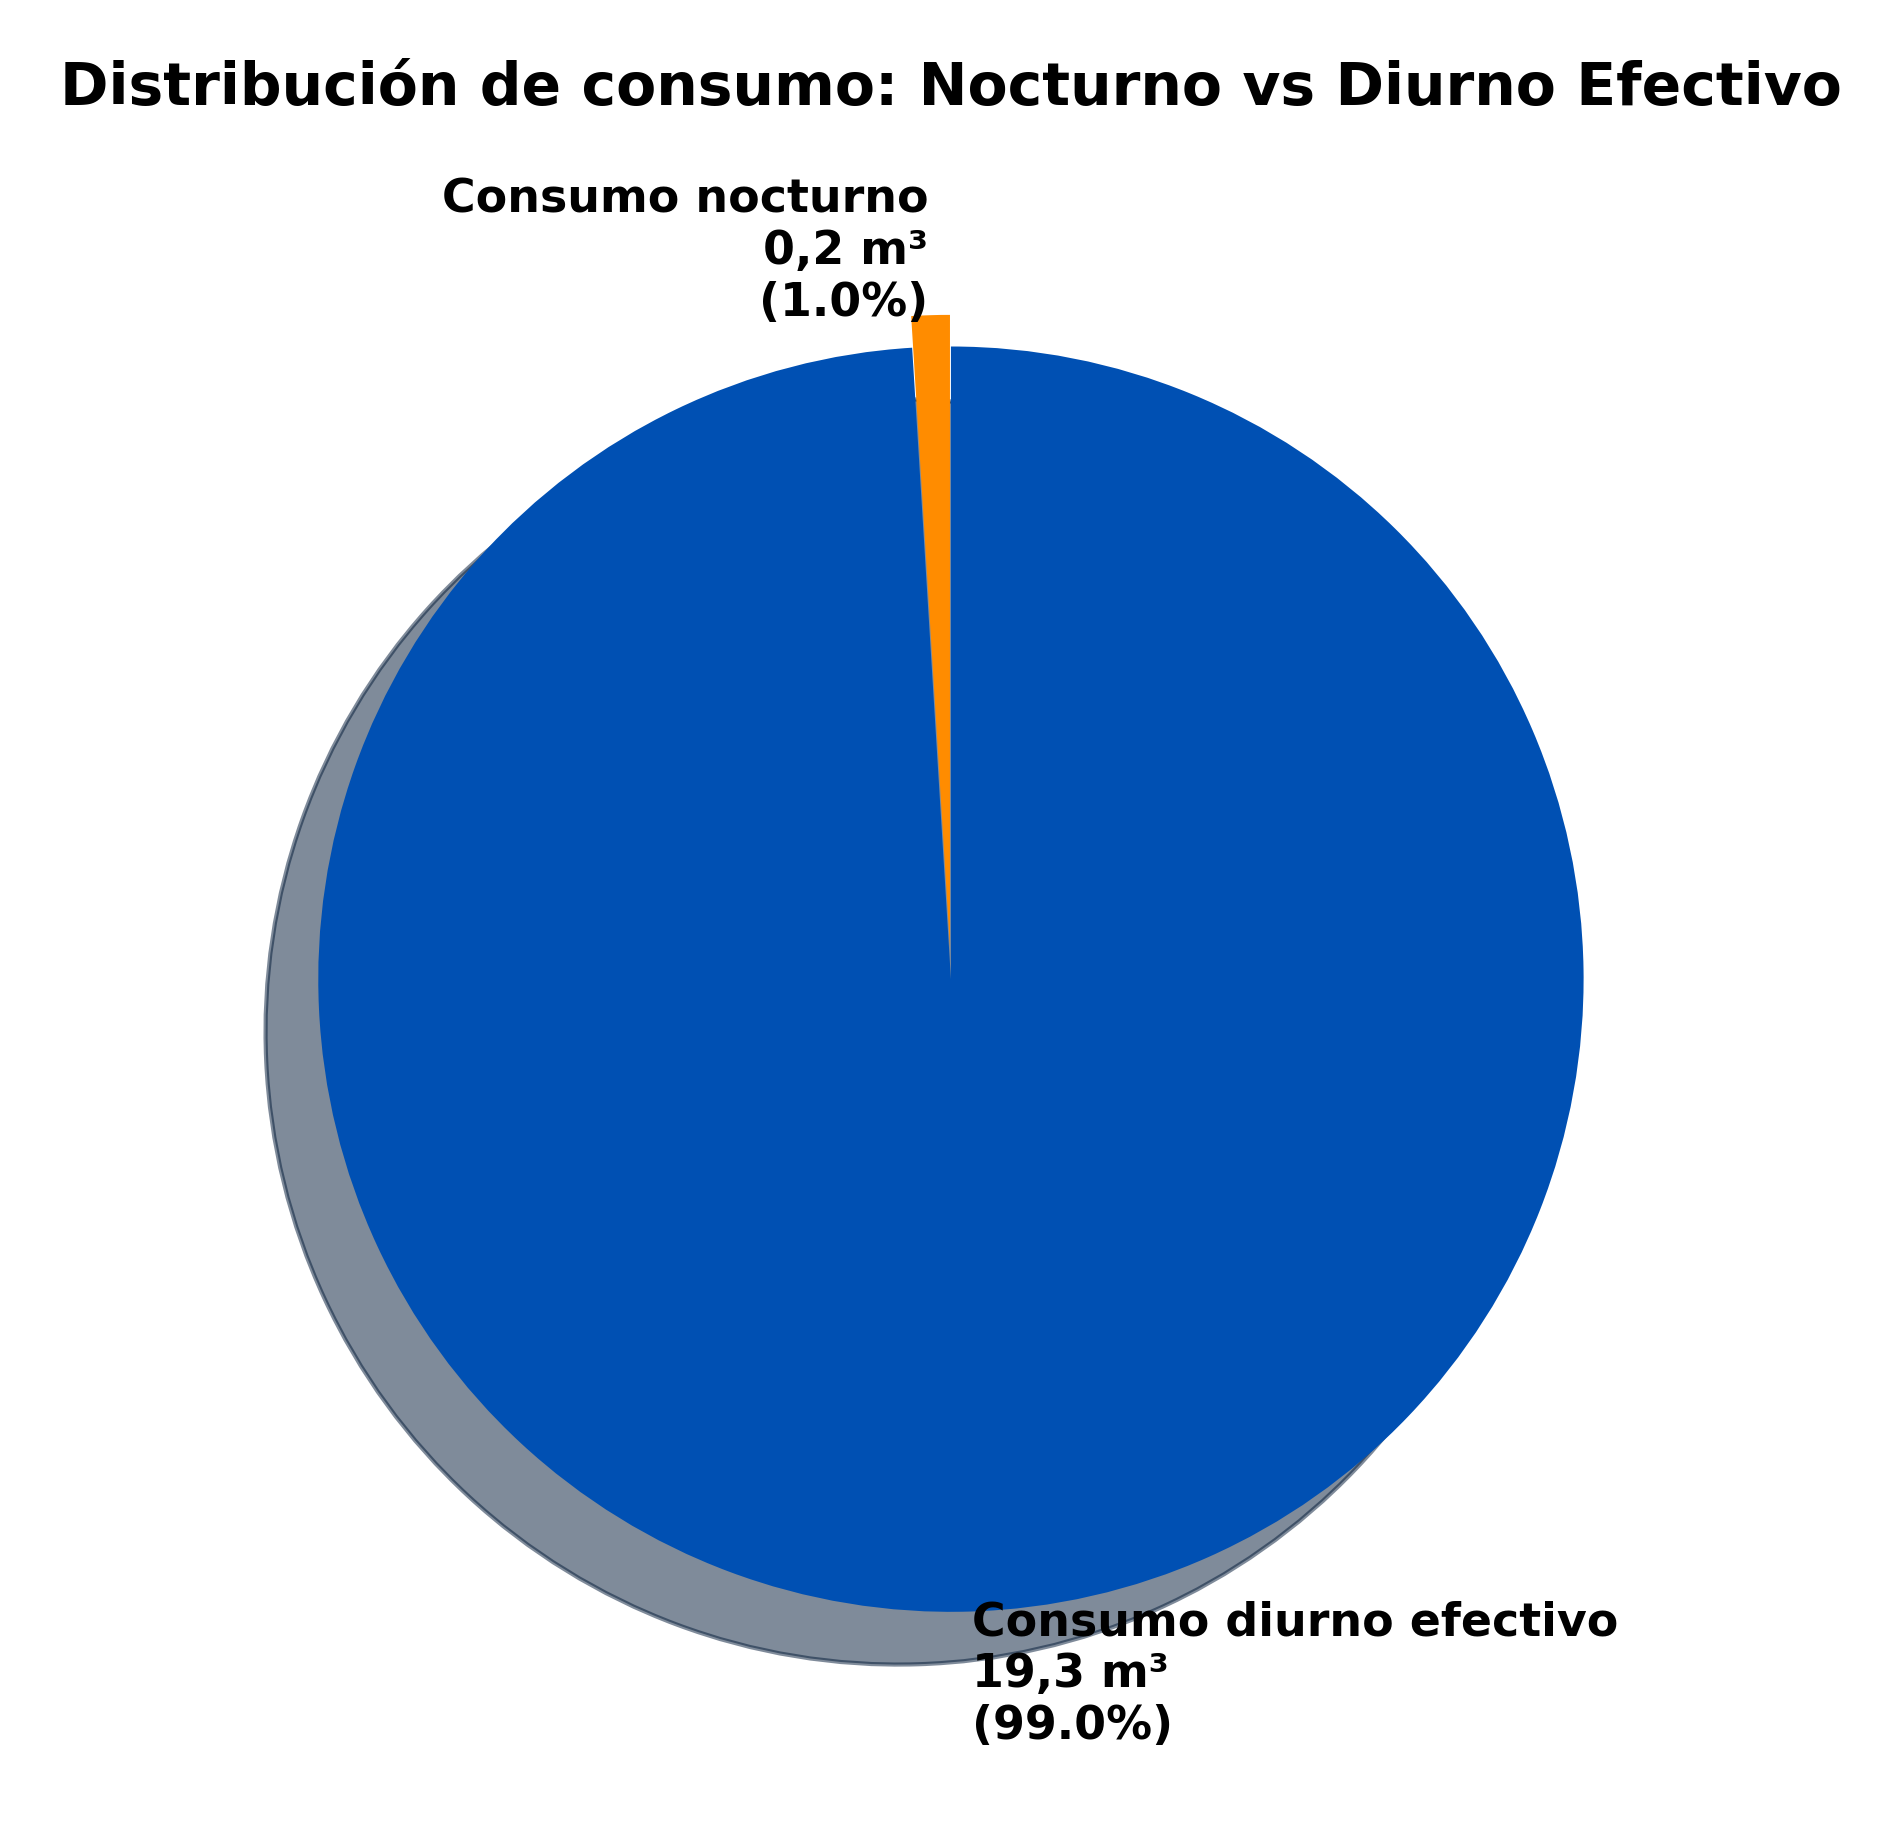 Distribución de consumo: Nocturno vs Diurno Efectivo
Consumo nocturno
0,2 m³
(1.0%)
Consumo diurno efectivo
19,3 m³
(99.0%)